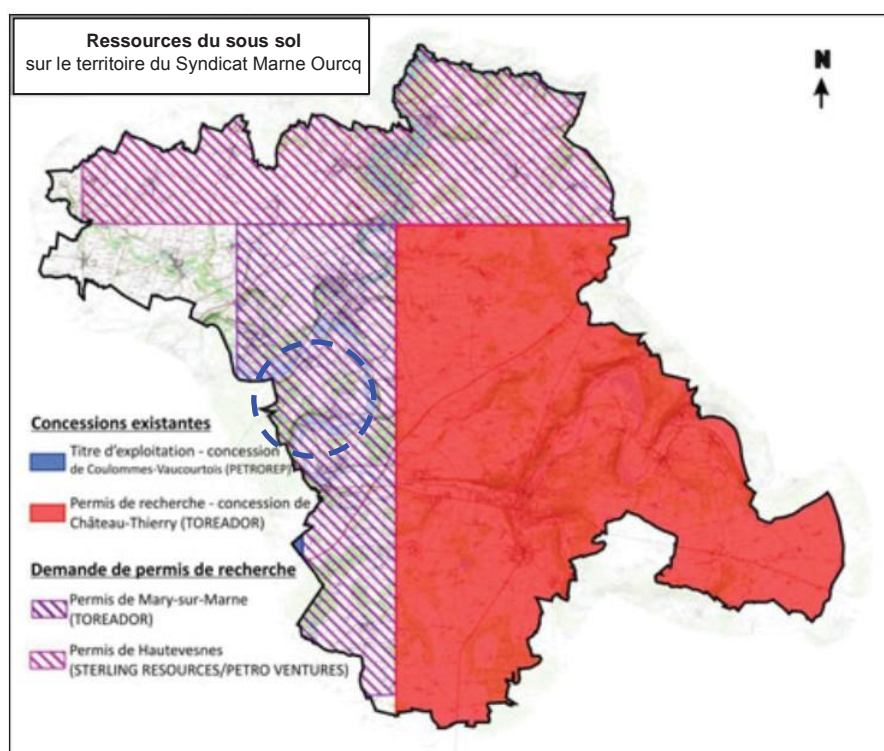 Ressources du sous sol
sur le territoire du Syndicat Marne Ourcq
N
Concessions existantes
Titre d'exploitation - concession
de Coulommes-Vaucourtois (PETROREP)
Permis de recherche - concession de
Château-Thierry (TOREADOR)
Demande de permis de recherche
Permis de Mary-sur-Marne
(TOREADOR)
Permis de Hautevesnes
(STERLING RESOURCES/PETRO VENTURES)